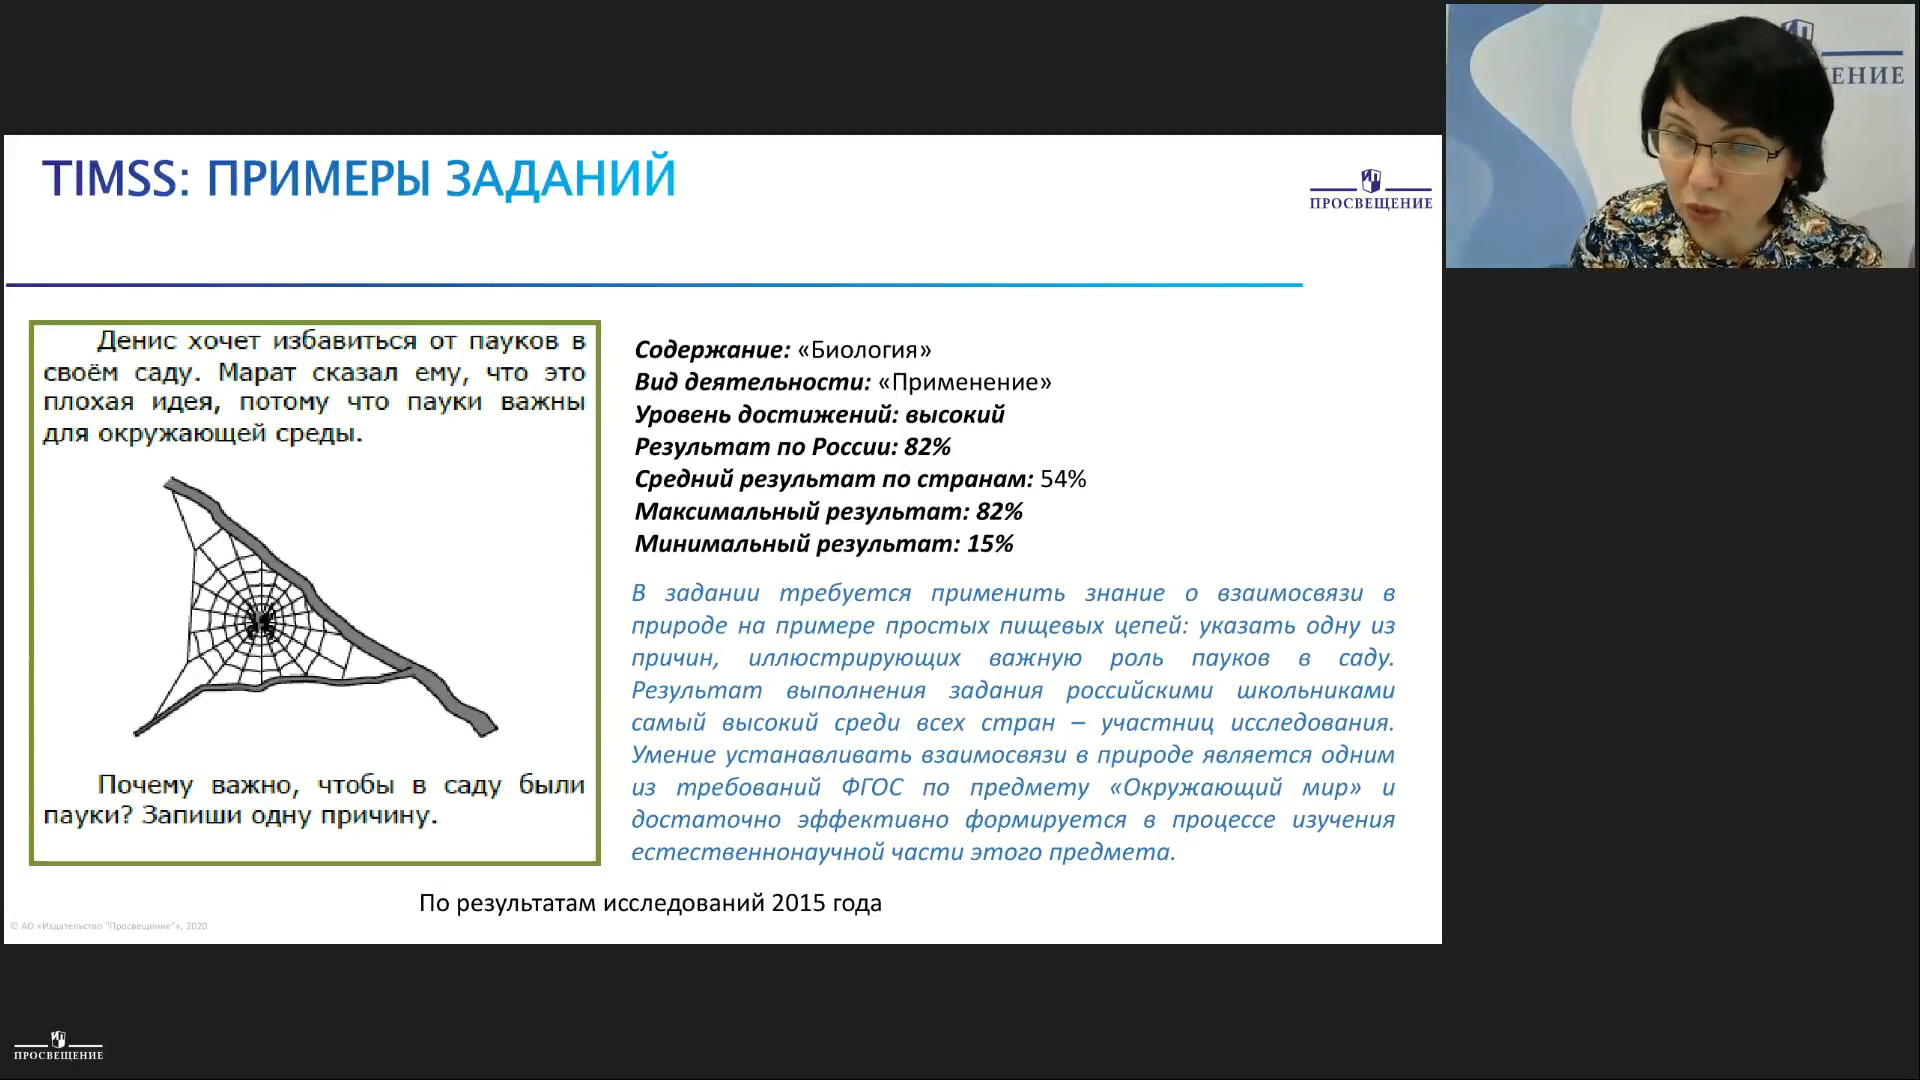 TIMSS: ПРИМЕРЫ ЗАДАНИЙ
ПРОСВЕЩЕНИЕ
ЕНИЕ
Денис хочет избавиться от пауков в
своём саду. Марат сказал ему, что это
плохая идея, потому что пауки важны
для окружающей среды.
Почему важно, чтобы в саду были
пауки? Запиши одну причину.
Содержание: «Биология»
Вид деятельности: «Применение»
Уровень достижений: высокий
Результат по России: 82%
Средний результат по странам: 54%
Максимальный результат: 82%
Минимальный результат: 15%
В задании требуется применить знание о взаимосвязи в
природе на примере простых пищевых цепей: указать одну из
причин, иллюстрирующих важную роль пауков в саду.
Результат выполнения задания российскими школьниками
самый высокий среди всех стран – участниц исследования.
Умение устанавливать взаимосвязи в природе является одним
из требований ФГОС по предмету «Окружающий мир» и
достаточно эффективно формируется в процессе изучения
естественнонаучной части этого предмета.
По результатам исследований 2015 года
© АО «Издательство "Просвещение"», 2020
ПРОСВЕЩЕНИЕ